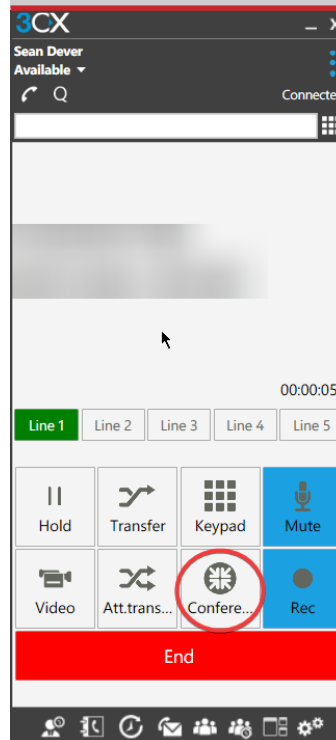 3CX
Sean Dever
Available
Q
Connecte
00:00:05
Line 1 Line 2 Line 3 Line 4 Line 5
Hold Transfer Keypad Mute
Video Att.trans... Confere... Rec
End